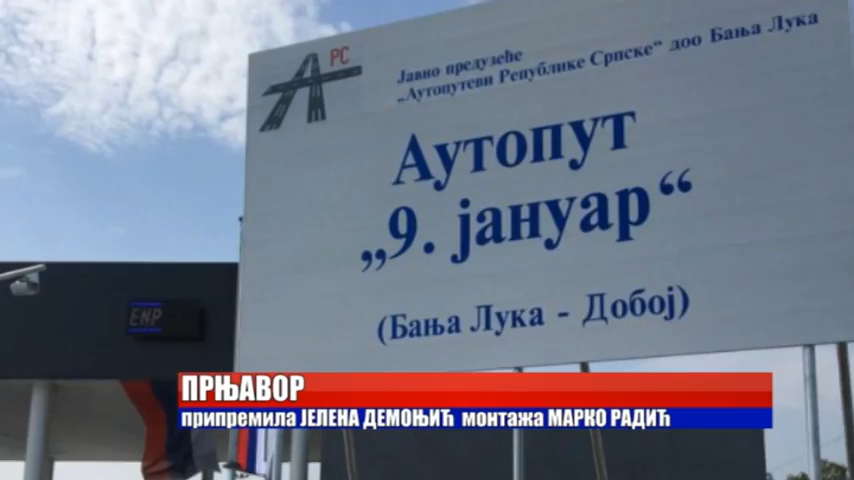 РС
Јавно предузеће
„Аутопутеви Републике Српске“ доо Бања Лука
Аутопут
„9. јануар“
(Бања Лука - Добој)
ENP
ПРЊАВОР
припремила ЈЕЛЕНА ДЕМОЊИЋ монтажа МАРКО РАДИЋ